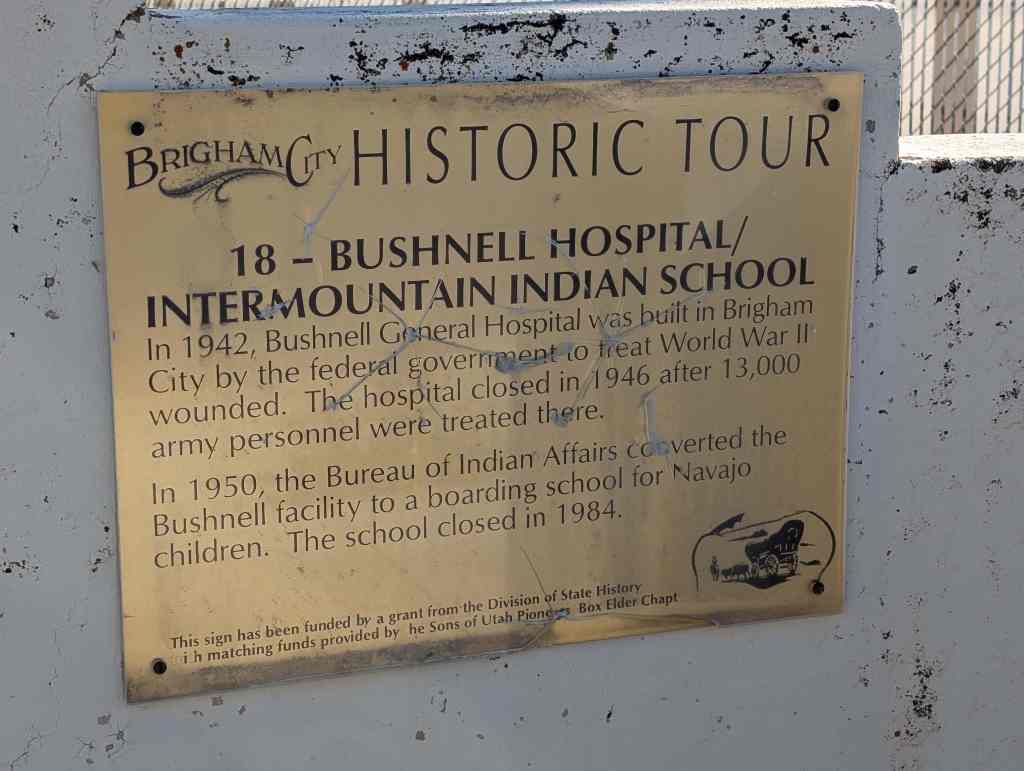 BRIGHAM CITY HISTORIC TOUR
18 – BUSHNELL HOSPITAL/
INTERMOUNTAIN INDIAN SCHOOL
In 1942, Bushnell General Hospital was built in Brigham
City by the federal government to treat World War II
wounded. The hospital closed in 1946 after 13,000
army personnel were treated there.
In 1950, the Bureau of Indian Affairs converted the
Bushnell facility to a boarding school for Navajo
children. The school closed in 1984.
This sign has been funded by a grant from the Division of State History
ith matching funds provided by he Sons of Utah Pioneers Box Elder Chapt